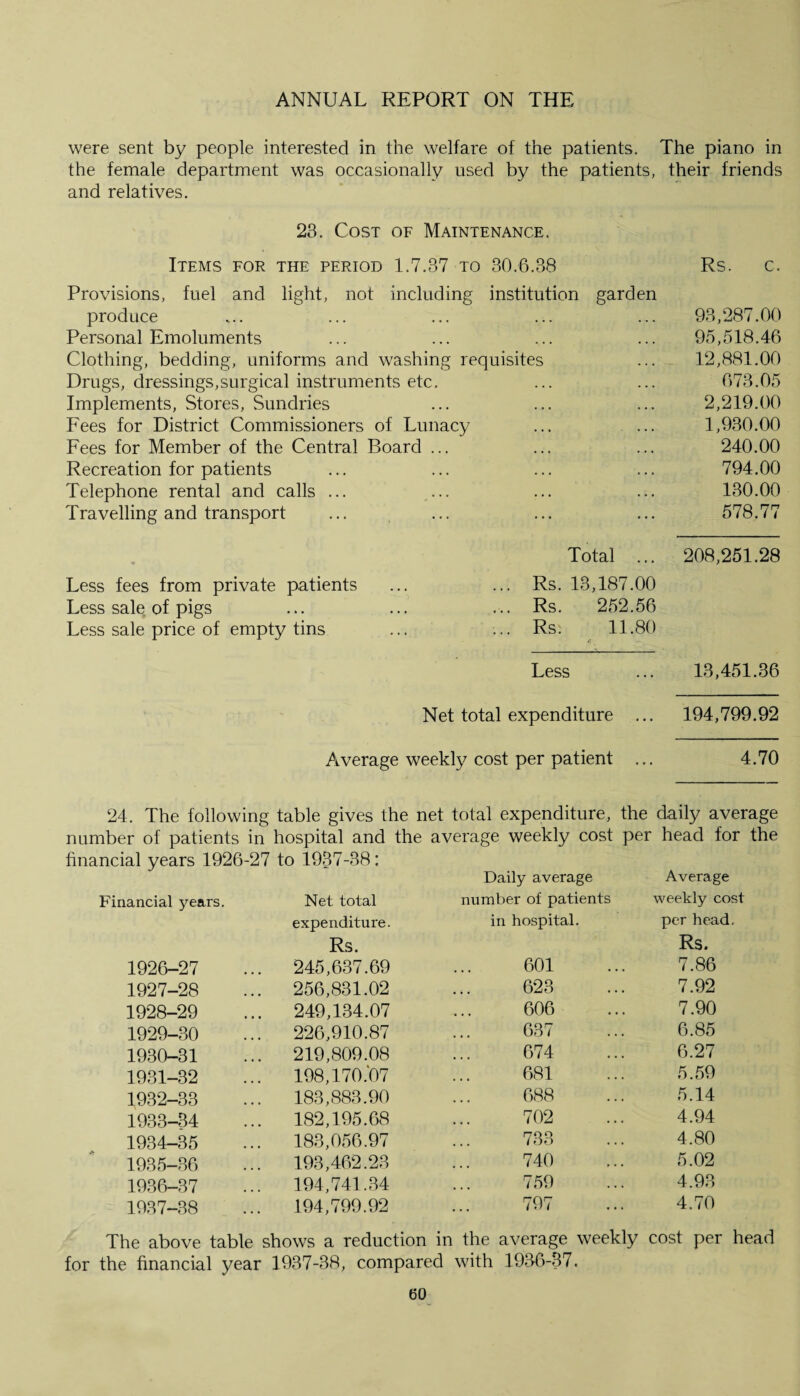 ANNUAL REPORT ON THE
were sent by people interested in the welfare of the patients. The piano in
the female department was occasionally used by the patients, their friends
and relatives.
23. Cost of Maintenance.
Items for the period 1.7.37 to 30.6.38 Rs. c.
Provisions, fuel and light, not including institution garden
produce ... ... ... ... ... 93,287.00
Personal Emoluments ... ... ... ... 95,518.46
Clothing, bedding, uniforms and washing requisites ... 12,881.00
Drugs, dressings,surgical instruments etc. ... ... 673.05
Implements, Stores, Sundries ... ... ... 2,219.00
Fees for District Commissioners of Lunacy ... ... 1,930.00
Fees for Member of the Central Board ... ... ... 240.00
Recreation for patients ... ... ... ... 794.00
Telephone rental and calls ... ... ... ... 130.00
Travelling and transport ... ... ... ... 578.77
Total ... 208,251.28
Less fees from private patients ... ... Rs. 13,187.00
Less sale of pigs ... ... ... Rs. 252.56
Less sale price of empty tins ... ... Rs. 11.80
Less ... 13,451.36
Net total expenditure ... 194,799.92
Average weekly cost per patient ... 4.70
24. The following table gives the net total expenditure, the daily average
number of patients in hospital and the average weekly cost per head for the
financial years 1926-27 to 1937-38:
Daily average Average
Financial years. Net total number of patients weekly cost
expenditure. in hospital. per head.
Rs. Rs.
1926-27 ... 245,637.69 ... 601 ... 7.86
1927-28 ... 256,831.02 ... 623 ... 7.92
1928-29 ... 249,134.07 ... 606 ... 7.90
1929-30 ... 226,910.87 ... 637 ... 6.85
1930-31 ... 219,809.08 ... 674 ... 6.27
1931-32 ... 198,170.07 ... 681 ... 5.59
1932-33 ... 183,883.90 ... 688 ... 5.14
1933-34 ... 182,195.68 ... 702 ... 4.94
1934-35 ... 183,056.97 ... 733 ... 4.80
1935-36 ... 193,462.23 ... 740 ... 5.02
1936-37 ... 194,741.34 ... 759 ... 4.93
1937-38 ... 194,799.92 ... 797 ... 4.70
The above table shows a reduction in the average weekly cost per head
for the financial year 1937-38, compared with 1936-37.
60